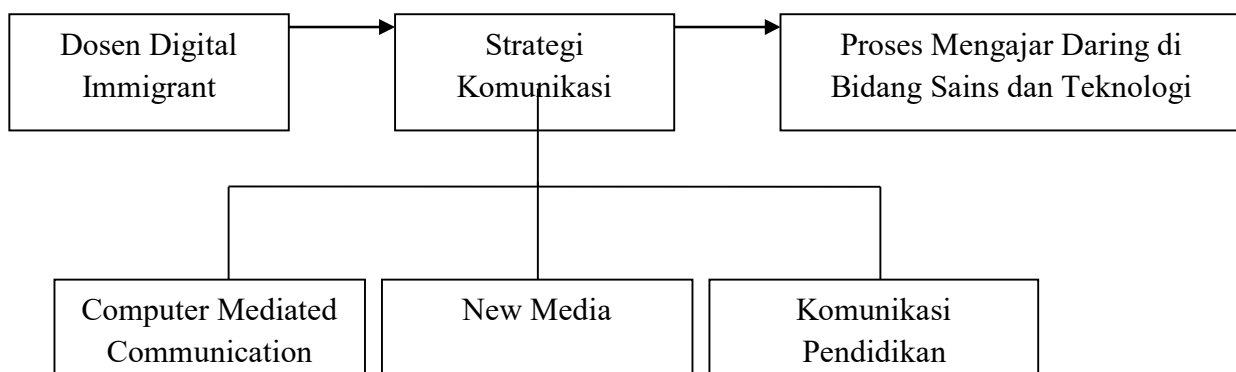 Dosen Digital
Immigrant
Strategi
Komunikasi
Proses Mengajar Daring di
Bidang Sains dan Teknologi
Computer Mediated
Communication
New Media
Komunikasi
Pendidikan